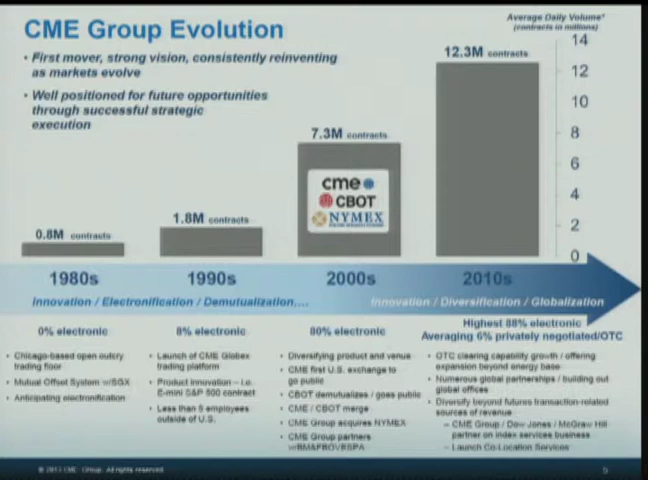 CME Group Evolution
Average Daily Volume*
(contracts in millions)
• First mover, strong vision, consistently reinventing
as markets evolve
• Well positioned for future opportunities
through successful strategic
execution
14
12
10
8
6
4
2
0
0.8M contracts
1.8M contracts
7.3M contracts
12.3M contracts
cme
CBOT
NYMEX
1980s
1990s
2000s
2010s
Innovation / Electronification / Demutualization....
Innovation / Diversification / Globalization
0% electronic
• Chicago-based open outcry
trading floor
• Mutual Offset System w/SGX
• Anticipating electronification
8% electronic
• Launch of CME Globex
trading platform
• Product innovation – i.e.
E-mini S&P 500 contract
• Less than 5 employees
outside of U.S.
80% electronic
• Diversifying product and venue
• CME first U.S. exchange to
go public
• CBOT demutualizes / goes public
• CME / CBOT merge
• CME Group acquires NYMEX
• CME Group partners
Highest 88% electronic
Averaging 6% privately negotiated/OTC
• OTC clearing capability growth / offering
expansion beyond energy base
• Numerous global partnerships / building out
global offices
• Diversify beyond futures transaction-related
sources of revenue
– CME Group / Dow Jones / McGraw Hill
partner on index services business
– Launch Co-Location Services
CME Group. All rights reserved
5